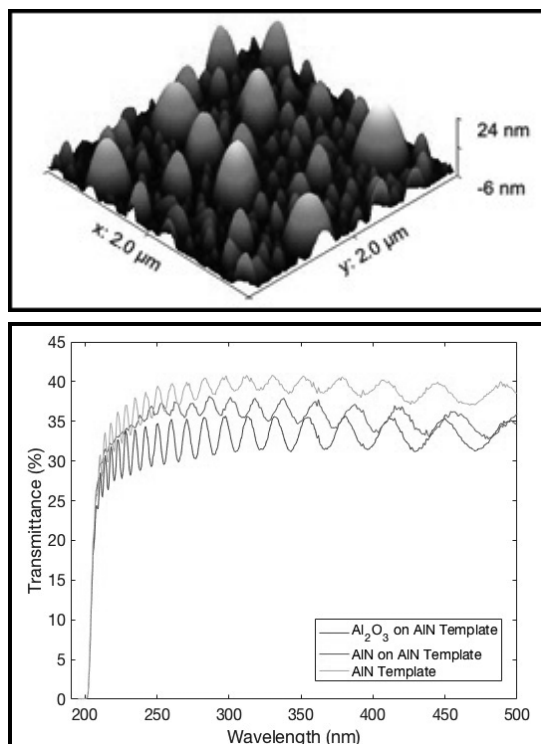 24 nm
-6 nm
x: 2.0 µm
y: 2.0 µm
45
40
35
30
25
20
15
10
5
0
Transmittance (%)
Al₂O₃ on AlN Template
AlN on AlN Template
AlN Template
200 250 300 350 400 450 500
Wavelength (nm)